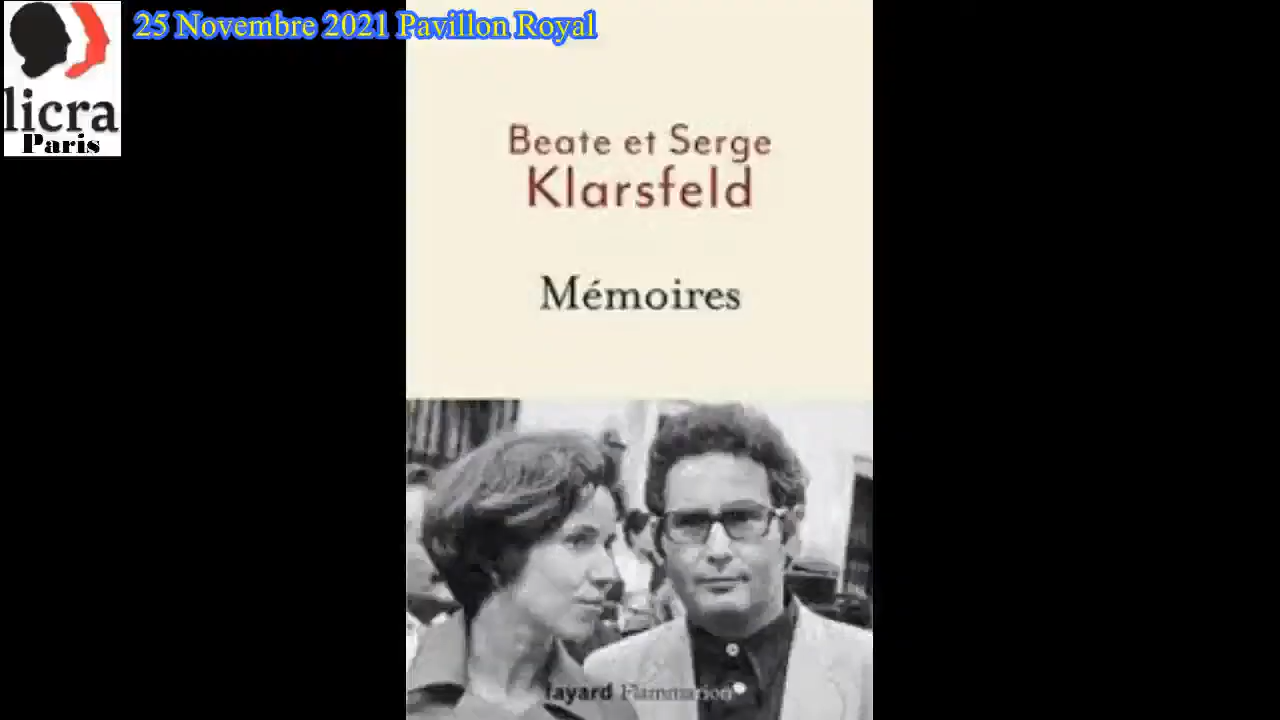 25 Novembre 2021 Pavillon Royal
licra
Paris
Beate et Serge
Klarsfeld
Mémoires
fayard Flammarion